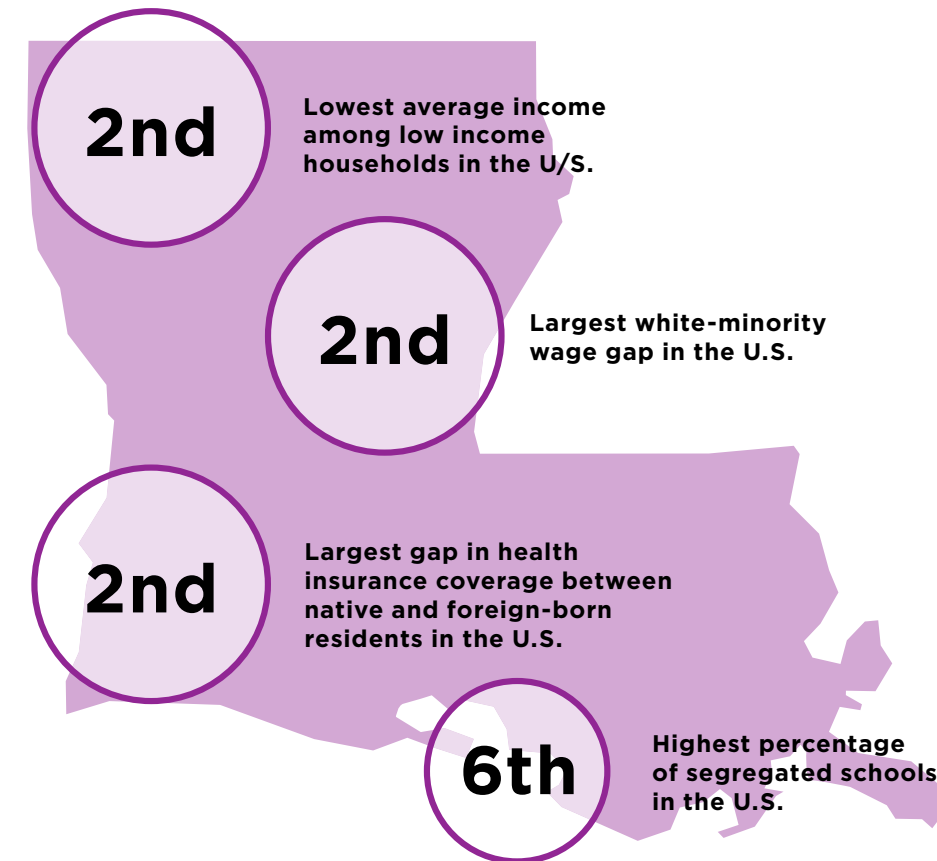 2nd
Lowest average income
among low income
households in the U/S.
2nd
Largest white-minority
wage gap in the U.S.
2nd
Largest gap in health
insurance coverage between
native and foreign-born
residents in the U.S.
6th
Highest percentage
of segregated schools
in the U.S.